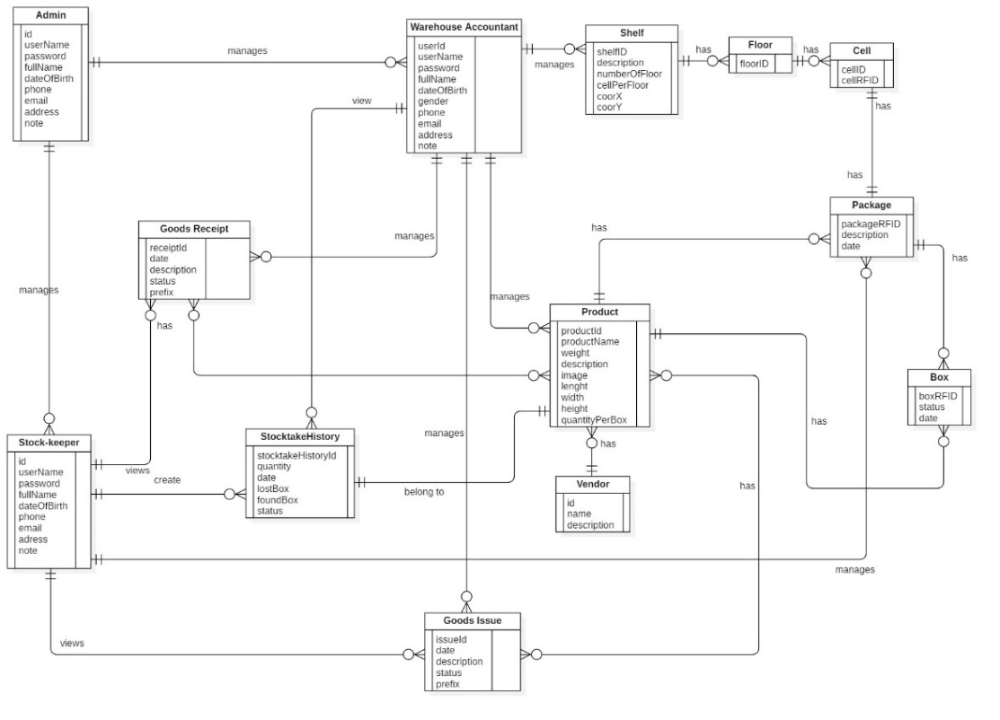 Admin
id
userName
password
fullName
dateOfBirth
phone
email
address
note
manages
Warehouse Accountant
userId
userName
password
fullName
dateOfBirth
gender
phone
email
address
note
manages
Shelf
shelfID
description
numberOfFloor
cellPerFloor
coorX
coorY
has
Floor
floorID
has
Cell
cellID
cellRFID
has
view
has
Package
packageRFID
description
date
has
has
Goods Receipt
receiptId
date
description
status
prefix
manages
has
manages
manages
Product
productId
productName
weight
description
image
lenght
width
height
quantityPerBox
has
Box
boxRFID
status
date
has
Stock-keeper
id
userName
password
fullName
dateOfBirth
phone
email
adress
note
views
create
StocktakeHistory
stocktakeHistoryId
quantity
date
lostBox
foundBox
status
manages
belong to
Vendor
id
name
description
has
manages
views
Goods Issue
issueId
date
description
status
prefix